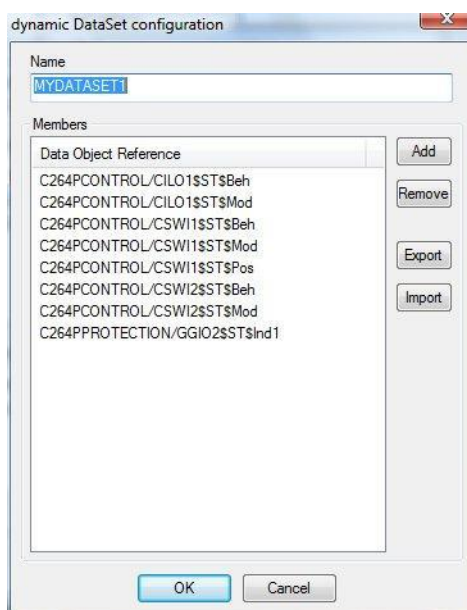 dynamic DataSet configuration
Name
MYDATASET1
Members
Data Object Reference
C264PCONTROL/CILO1$ST$Beh
C264PCONTROL/CILO1$ST$Mod
C264PCONTROL/CSWI1$ST$Beh
C264PCONTROL/CSWI1$ST$Mod
C264PCONTROL/CSWI1$ST$Pos
C264PCONTROL/CSWI2$ST$Beh
C264PCONTROL/CSWI2$ST$Mod
C264PPROTECTION/GGIO2$ST$Ind1
Add
Remove
Export
Import
OK
Cancel